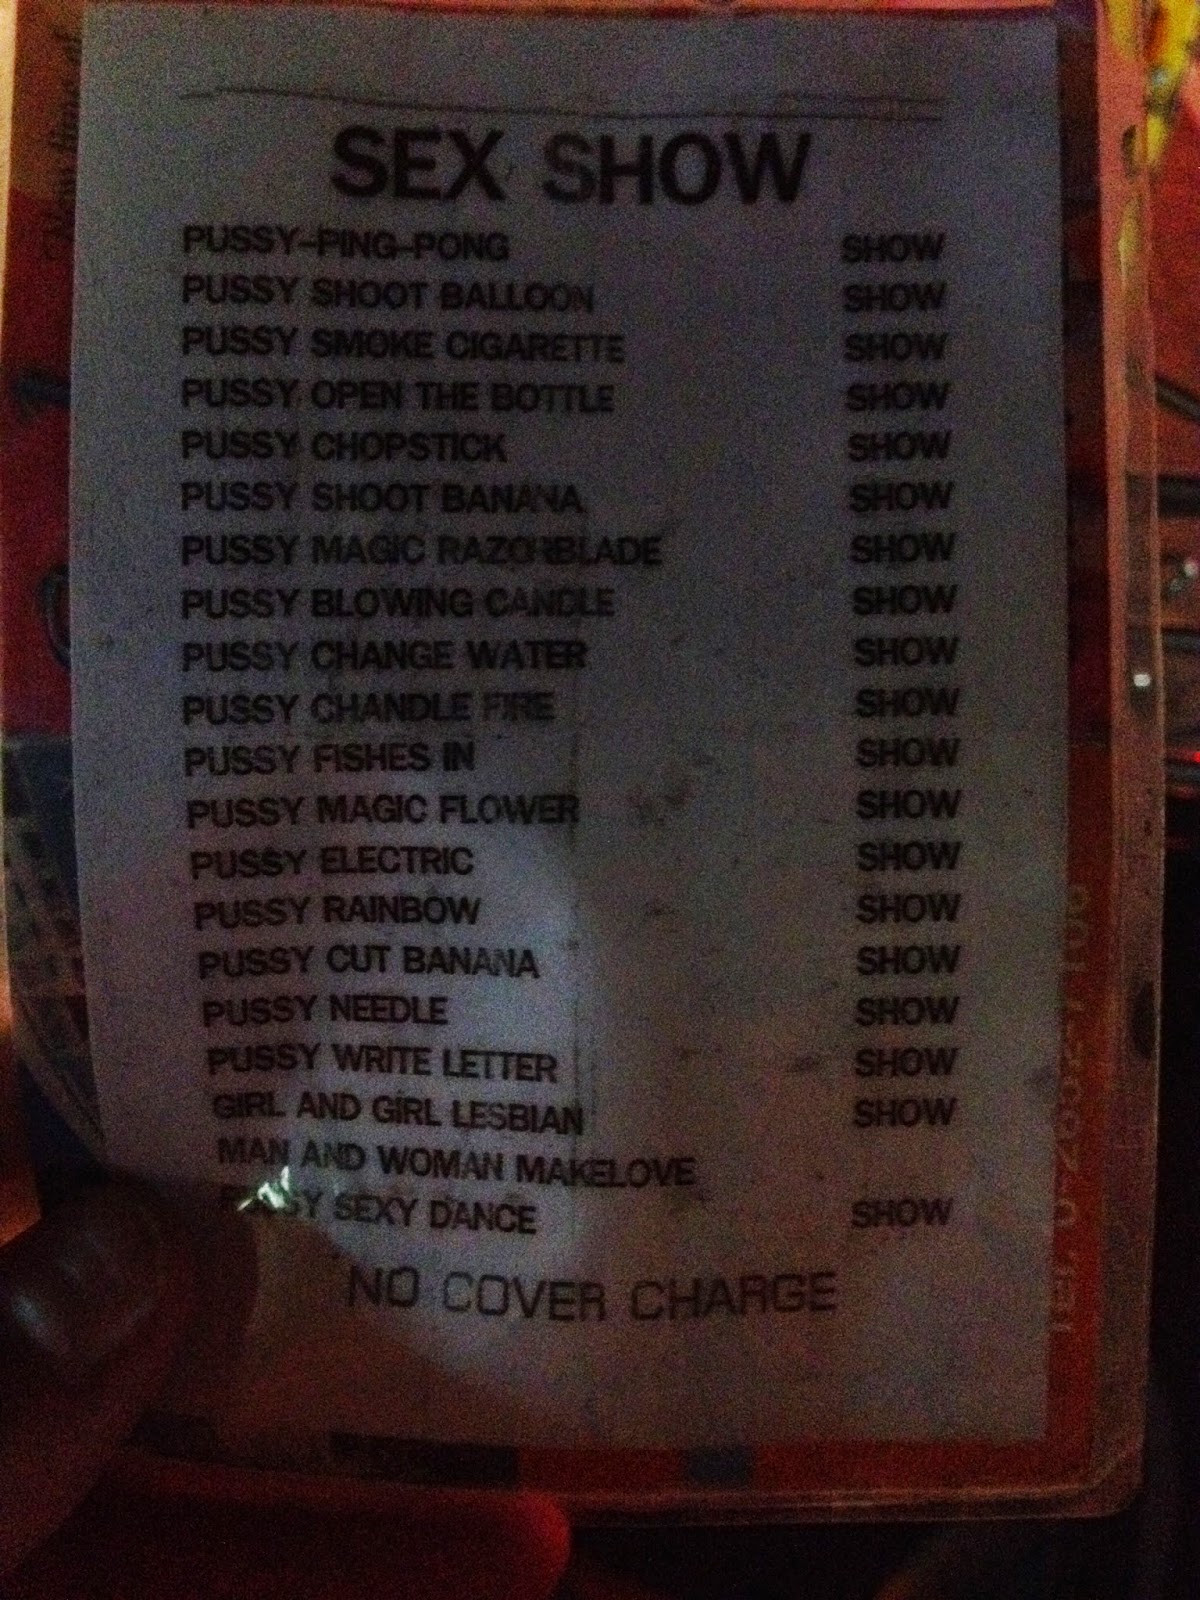 SEX SHOW
PUSSY-PING-PONG SHOW
PUSSY SHOOT BALLOON SHOW
PUSSY SMOKE CIGARETTE SHOW
PUSSY OPEN THE BOTTLE SHOW
PUSSY CHOPSTICK SHOW
PUSSY SHOOT BANANA SHOW
PUSSY MAGIC RAZORBLADE SHOW
PUSSY BLOWING CANDLE SHOW
PUSSY CHANGE WATER SHOW
PUSSY CHANDLE FIRE SHOW
PUSSY FISHES IN SHOW
PUSSY MAGIC FLOWER SHOW
PUSSY ELECTRIC SHOW
PUSSY RAINBOW SHOW
PUSSY CUT BANANA SHOW
PUSSY NEEDLE SHOW
PUSSY WRITE LETTER SHOW
GIRL AND GIRL LESBIAN SHOW
MAN AND WOMAN MAKELOVE
PUSSY SEXY DANCE SHOW
NO COVER CHARGE